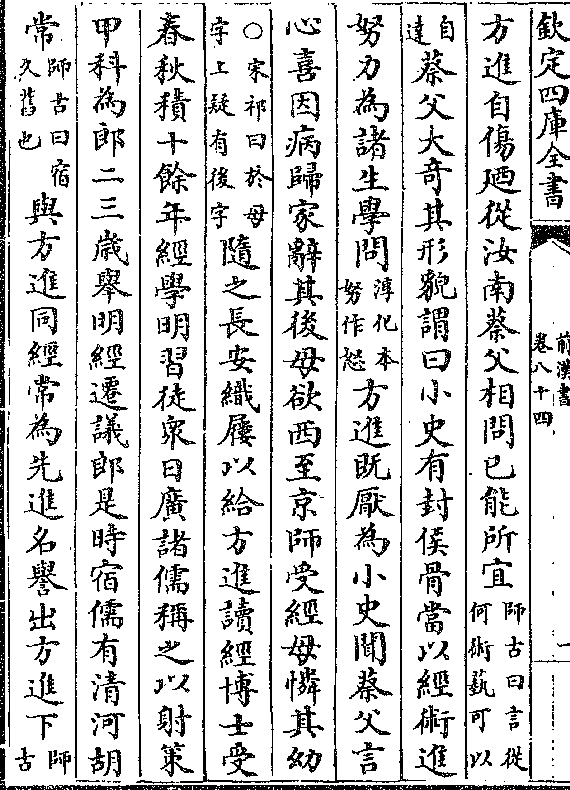 欽定四庫全書
前漢書
卷八十四
一
方進自傷廼從汝南蔡父相問已能所宜師古曰言從何術藝可以
自達蔡父大奇其形貌謂曰小史有封侯骨當以經術進
努力為諸生學問淳化本努作怒方進既厭為小史聞蔡父言
心喜因病歸家辭其後母欲西至京師受經母憐其幼
○宋祁曰於母字上疑有後字隨之長安織屨以給方進讀經博士受
春秋積十餘年經學明習徒衆日廣諸儒稱之以射策
甲科為郎二三歳舉明經遷議郎是時宿儒有清河胡
常師古曰宿久舊也與方進同經常為先進名譽出方進下師古